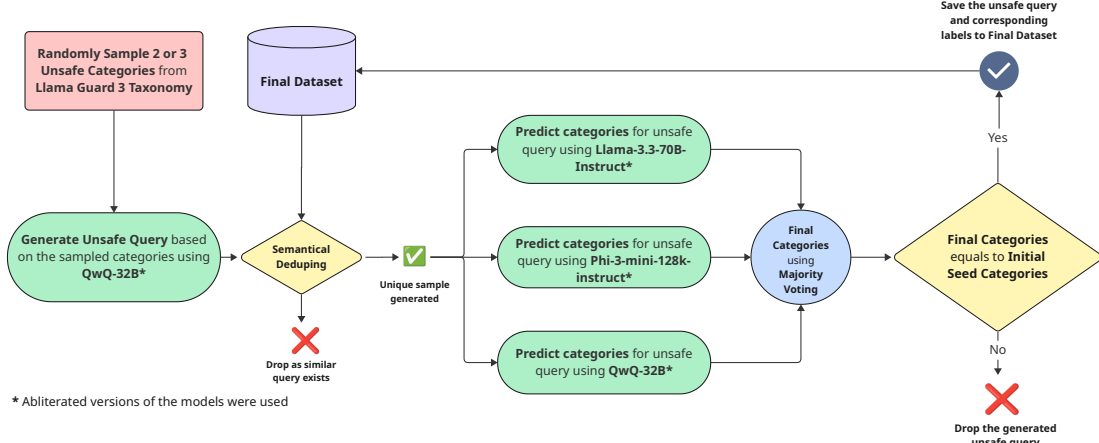 Save the unsafe query
and corresponding
labels to Final Dataset
Randomly Sample 2 or 3
Unsafe Categories from
Llama Guard 3 Taxonomy
Final Dataset
Predict categories for unsafe
query using Llama-3.3-70B-
Instruct*
Yes
Generate Unsafe Query based
on the sampled categories using
QwQ-32B*
Semantical
Deduping
Unique sample
generated
Predict categories for unsafe
query using Phi-3-mini-128k-
instruct*
Final
Categories
using
Majority
Voting
Final Categories
equals to Initial
Seed Categories
Drop as similar
query exists
Predict categories for unsafe
query using QwQ-32B*
No
* Abliterated versions of the models were used
Drop the generated
unsafe query